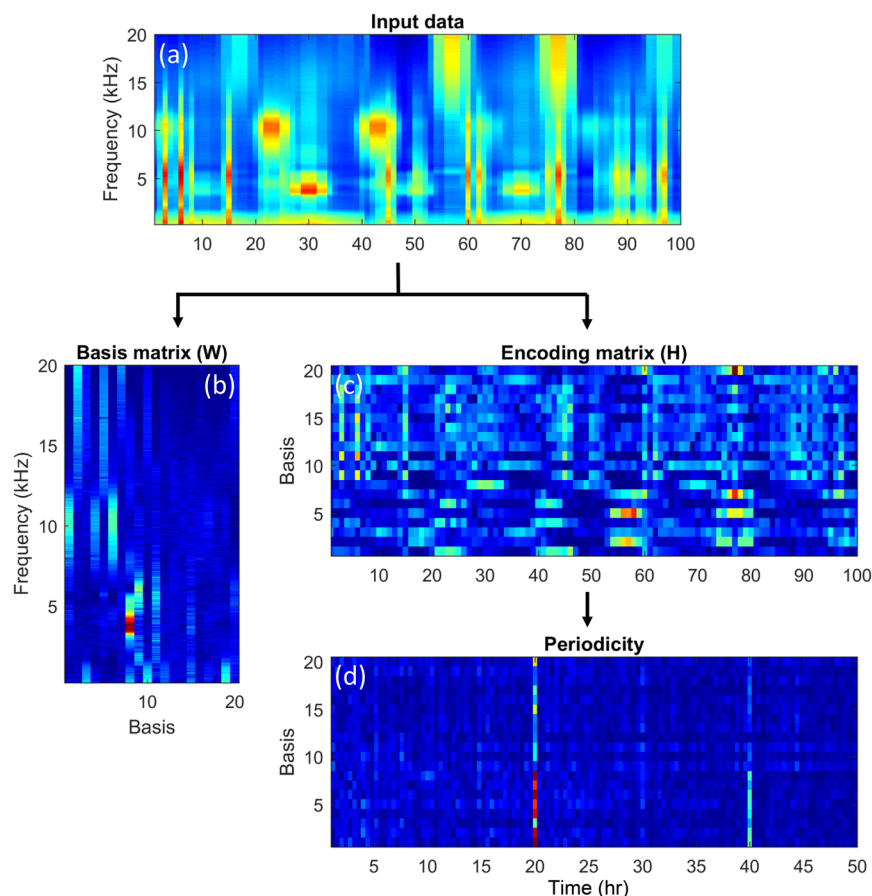 Input data
(a)
Frequency (kHz)
20
15
10
5
10 20 30 40 50 60 70 80 90 100
Basis matrix (W)
(b)
Frequency (kHz)
20
15
10
5
10 20
Basis
Encoding matrix (H)
(c)
Basis
20
15
10
5
10 20 30 40 50 60 70 80 90 100
Periodicity
(d)
Basis
20
15
10
5
5 10 15 20 25 30 35 40 45 50
Time (hr)